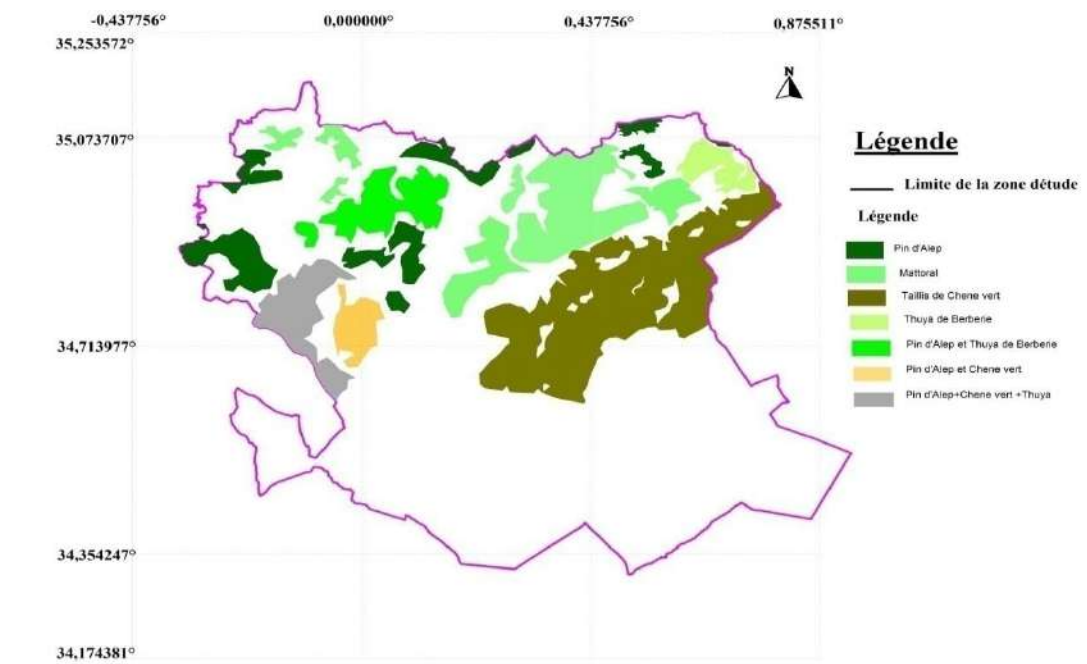 -0,437756° 0,000000° 0,437756° 0,875511°
35,253572°
N
35,073707°
34,713977°
34,354247°
34,174381°
Légende
Limite de la zone détude
Légende
Pin d'Alep
Mattoral
Taillis de Chene vert
Thuya de Berberie
Pin d'Alep et Thuya de Berberie
Pin d'Alep et Chene vert
Pin d'Alep+Chene vert +Thuya